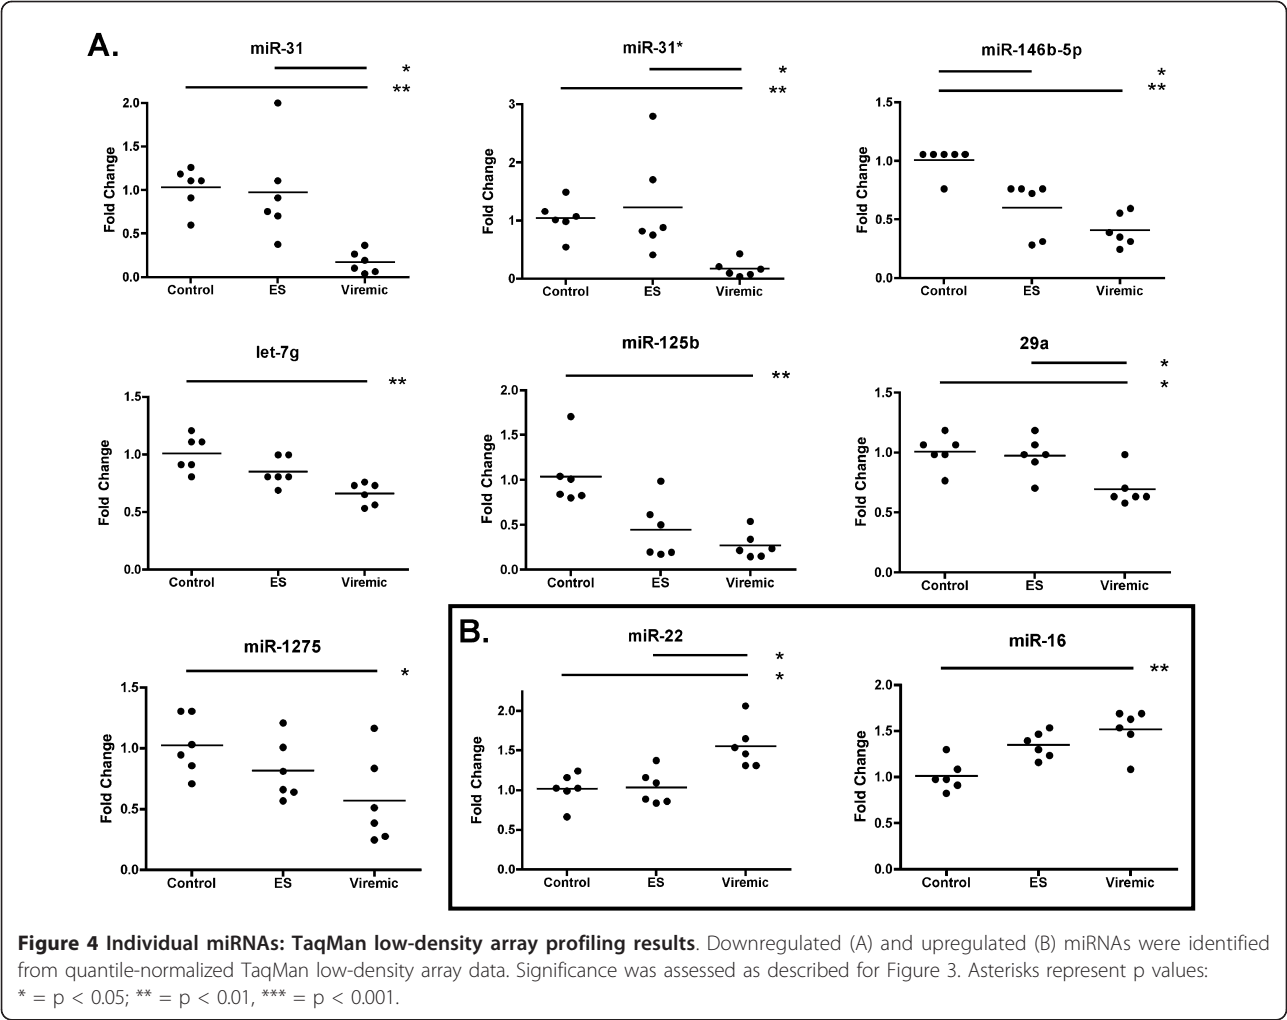 A.
miR-31
*
**
Fold Change
2.0
1.5
1.0
0.5
0.0
Control ES Viremic
miR-31*
*
**
Fold Change
3
2
1
0
Control ES Viremic
miR-146b-5p
*
**
Fold Change
1.5
1.0
0.5
0.0
Control ES Viremic
let-7g
**
Fold Change
1.5
1.0
0.5
0.0
Control ES Viremic
miR-125b
**
Fold Change
2.0
1.5
1.0
0.5
0.0
Control ES Viremic
29a
*
*
Fold Change
1.5
1.0
0.5
0.0
Control ES Viremic
miR-1275
*
Fold Change
1.5
1.0
0.5
0.0
Control ES Viremic
B.
miR-22
*
*
Fold Change
2.0
1.5
1.0
0.5
0.0
Control ES Viremic
miR-16
**
Fold Change
2.0
1.5
1.0
0.5
0.0
Control ES Viremic
Figure 4 Individual miRNAs: TaqMan low-density array profiling results. Downregulated (A) and upregulated (B) miRNAs were identified
from quantile-normalized TaqMan low-density array data. Significance was assessed as described for Figure 3. Asterisks represent p values:
* = p < 0.05; ** = p < 0.01, *** = p < 0.001.